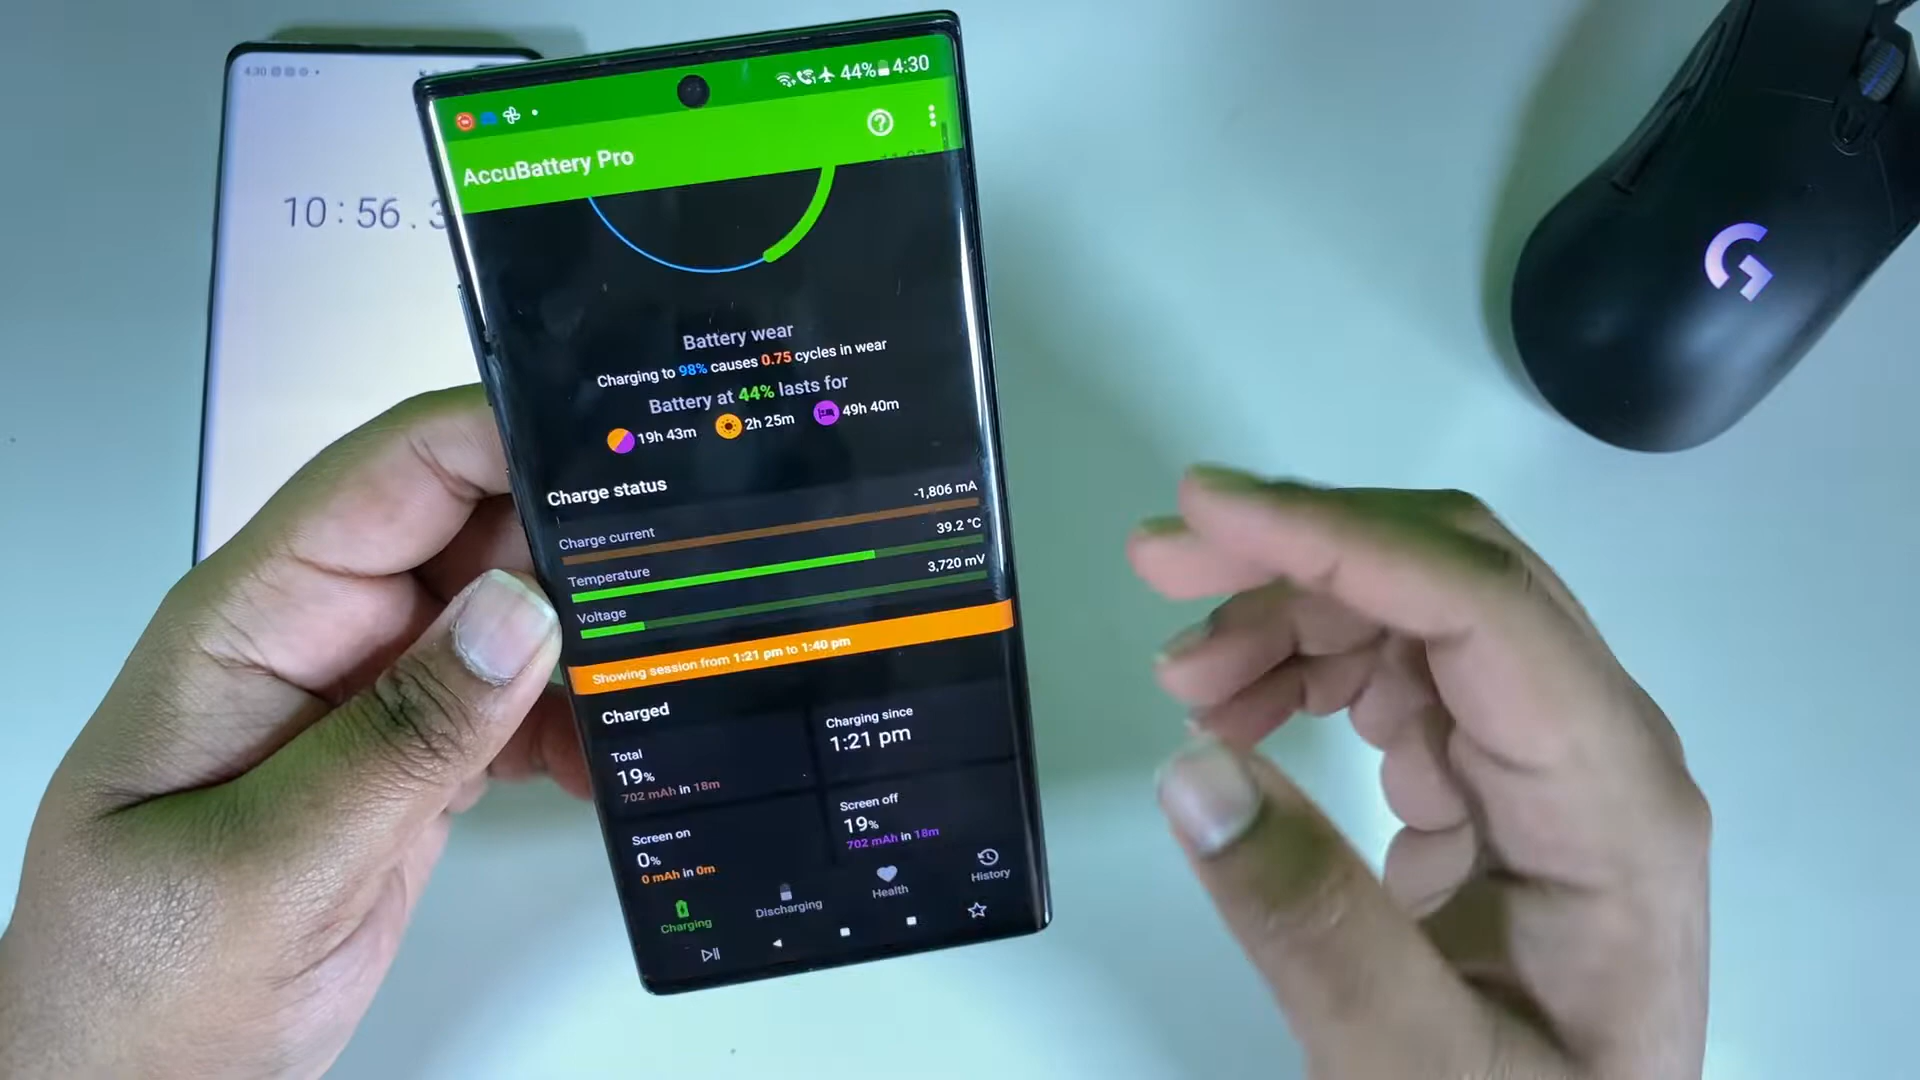 4:30
10:56.3
44% 4:30
AccuBattery Pro
Battery wear
Charging to 98% causes 0.75 cycles in wear
Battery at 44% lasts for
19h 43m 2h 25m 49h 40m
Charge status
Charge current -1,806 mA
Temperature 39.2 °C
Voltage 3,720 mV
Showing session from 1:21 pm to 1:40 pm
Charged
Total
19%
702 mAh in 18m
Charging since
1:21 pm
Screen on
0%
0 mAh in 0m
Screen off
19%
702 mAh in 18m
Charging
Discharging
Health
History
G